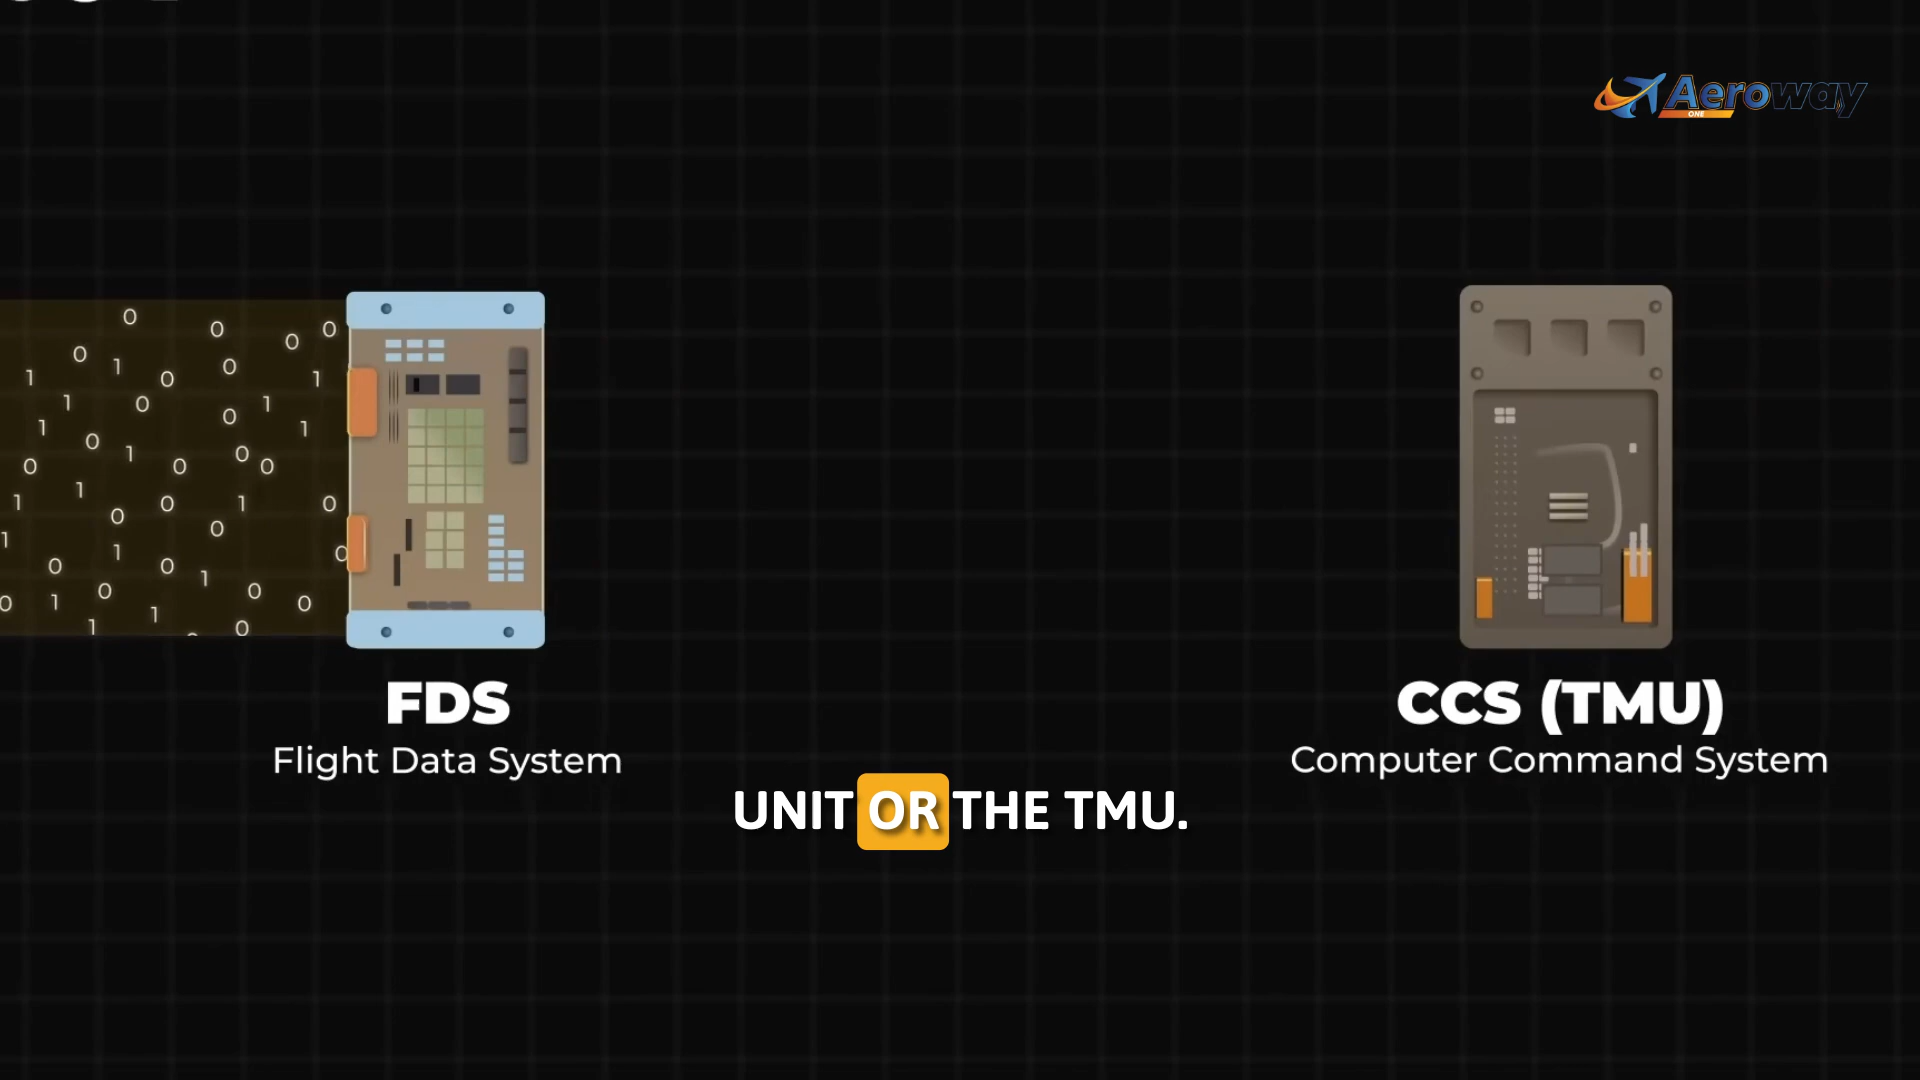 Aeroway
ONE
FDS
Flight Data System
CCS (TMU)
Computer Command System
UNIT OR THE TMU.